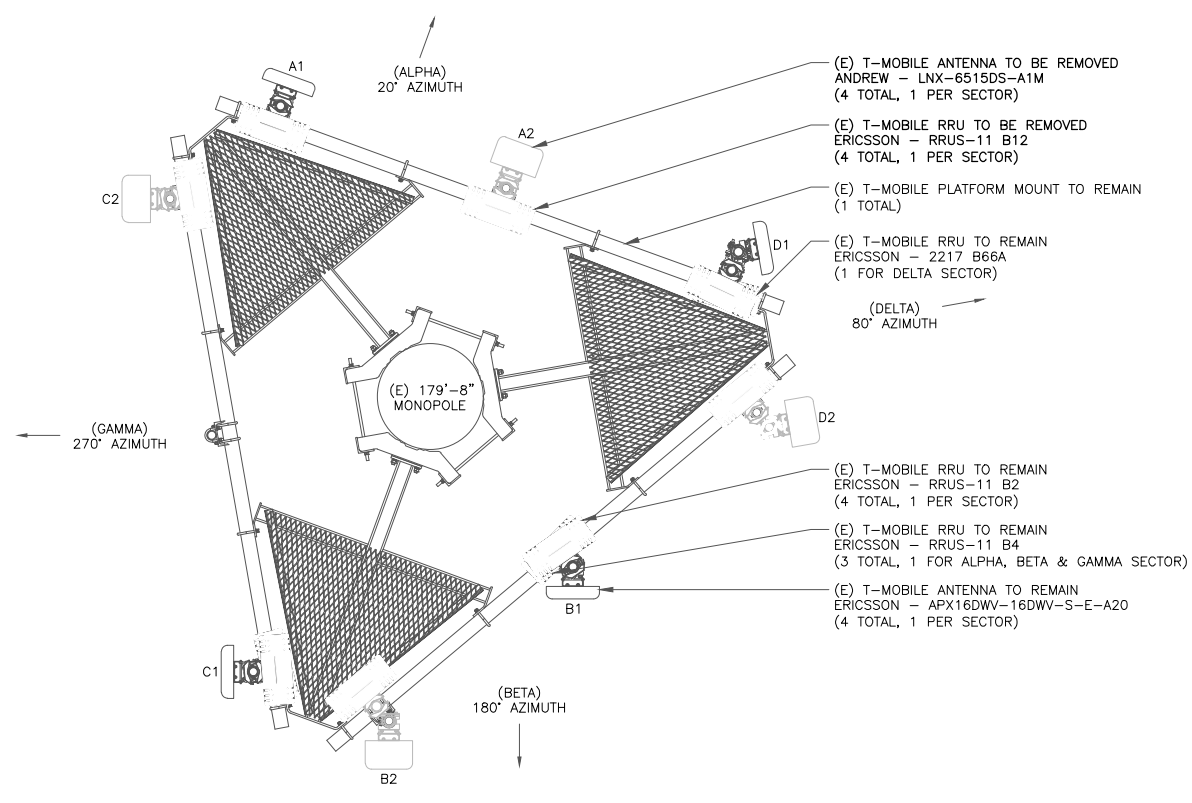 A1
(ALPHA)
20° AZIMUTH
(E) T-MOBILE ANTENNA TO BE REMOVED
ANDREW - LNX-6515DS-A1M
(4 TOTAL, 1 PER SECTOR)
A2
(E) T-MOBILE RRU TO BE REMOVED
ERICSSON - RRUS-11 B12
(4 TOTAL, 1 PER SECTOR)
C2
(E) T-MOBILE PLATFORM MOUNT TO REMAIN
(1 TOTAL)
D1
(E) T-MOBILE RRU TO REMAIN
ERICSSON - 2217 B66A
(1 FOR DELTA SECTOR)
(DELTA)
80° AZIMUTH
(E) 179'-8"
MONOPOLE
D2
(GAMMA)
270° AZIMUTH
(E) T-MOBILE RRU TO REMAIN
ERICSSON - RRUS-11 B2
(4 TOTAL, 1 PER SECTOR)
(E) T-MOBILE RRU TO REMAIN
ERICSSON - RRUS-11 B4
(3 TOTAL, 1 FOR ALPHA, BETA & GAMMA SECTOR)
B1
(E) T-MOBILE ANTENNA TO REMAIN
ERICSSON - APX16DWV-16DWV-S-E-A20
(4 TOTAL, 1 PER SECTOR)
C1
(BETA)
180° AZIMUTH
B2